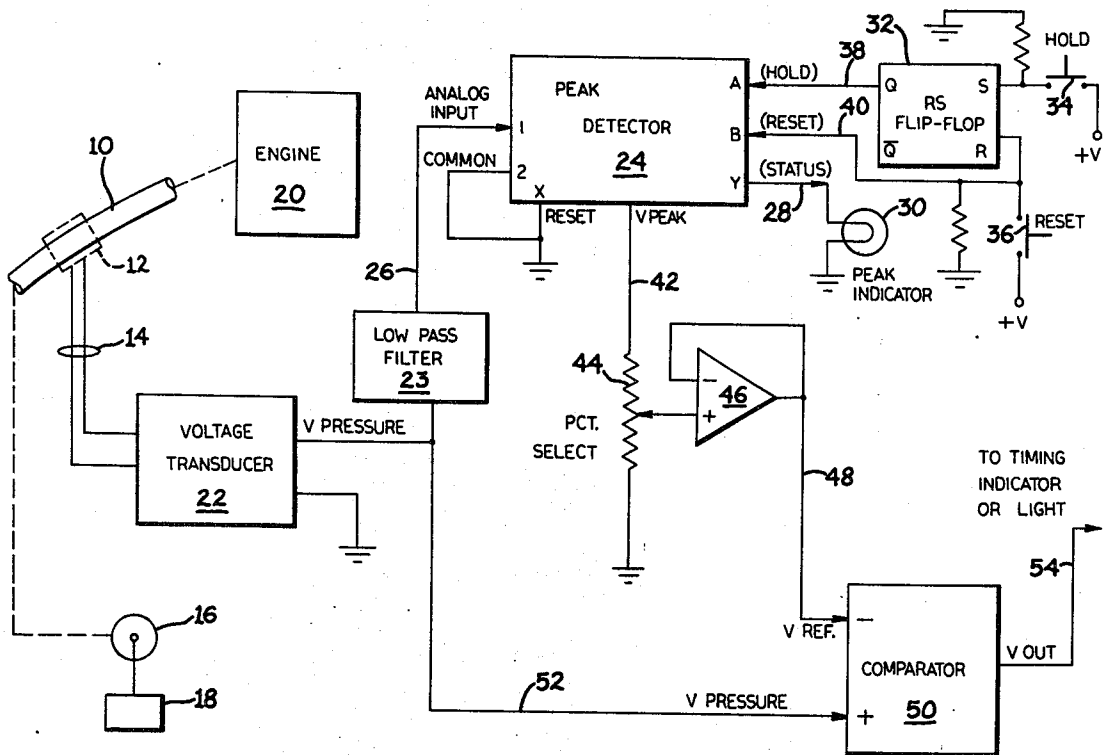 32
HOLD
38
(HOLD)
A
Q
S
34
PEAK
DETECTOR
24
RS
FLIP-FLOP
40
(RESET)
B
Q
R
+V
ANALOG
INPUT
1
COMMON
2
X
RESET
V PEAK
Y
(STATUS)
28
30
PEAK
INDICATOR
36
RESET
+V
10
ENGINE
20
12
26
42
14
LOW PASS
FILTER
23
44
PCT.
SELECT
-
+
46
VOLTAGE
TRANSDUCER
22
V PRESSURE
48
TO TIMING
INDICATOR
OR LIGHT
54
16
18
52
V PRESSURE
V REF.
-
+
COMPARATOR
50
V OUT